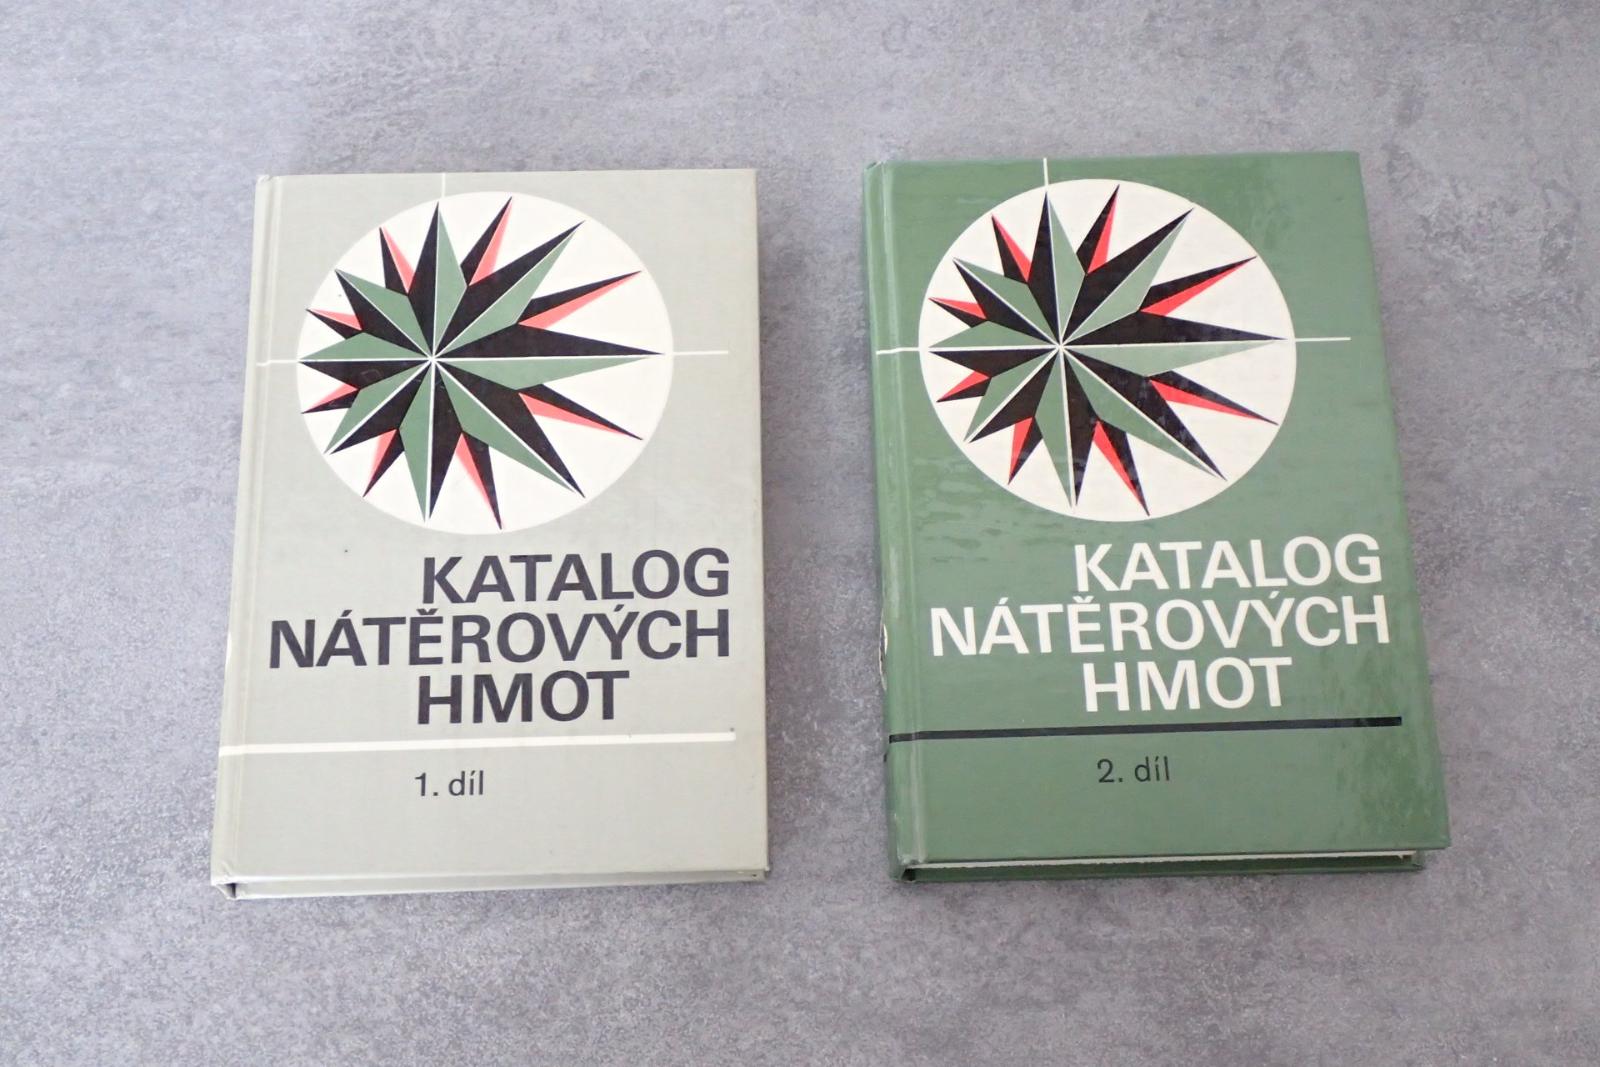 KATALOG
NÁTĚROVÝCH
HMOT
1. díl
KATALOG
NÁTĚROVÝCH
HMOT
2. díl